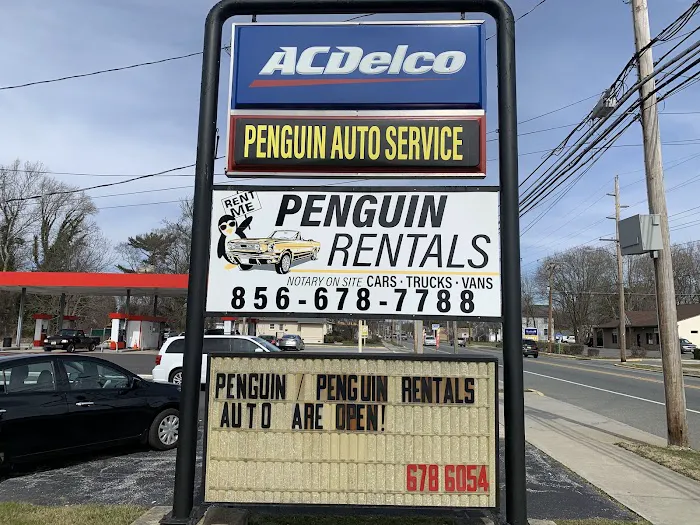 ACDelco
PENGUIN AUTO SERVICE
RENT
ME
PENGUIN
RENTALS
NOTARY ON SITE CARS · TRUCKS · VANS
856-678-7788
PENGUIN / PENGUIN RENTALS
AUTO ARE OPEN!
678 6054